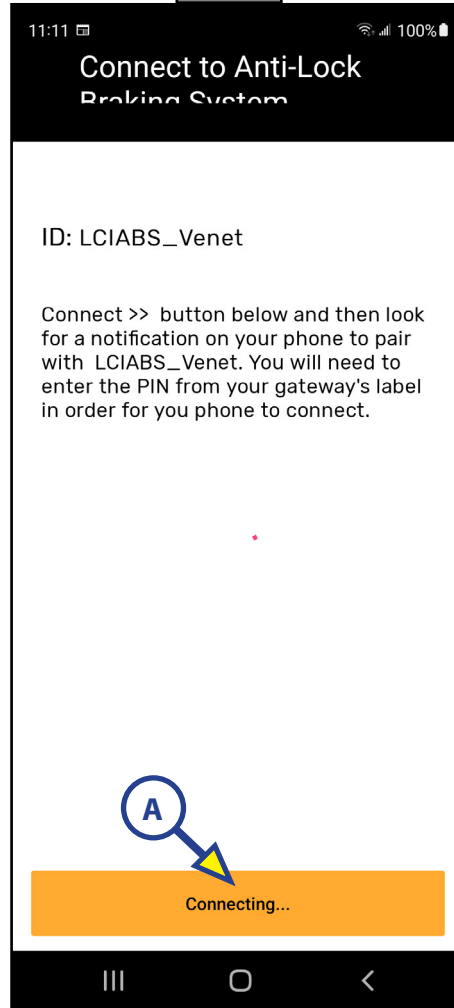 11:11 100%
Connect to Anti-Lock
Braking System
ID: LCIABS_Venet
Connect >> button below and then look
for a notification on your phone to pair
with LCIABS_Venet. You will need to
enter the PIN from your gateway's label
in order for you phone to connect.
A
Connecting...